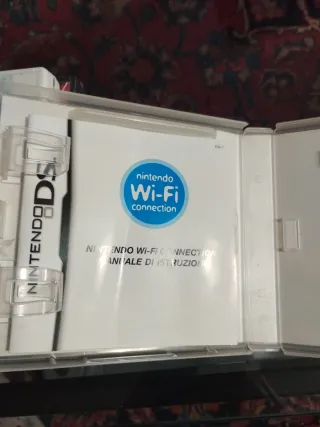 nintendo
Wi-Fi
connection
NINTENDO Wi-Fi CONNECTION
MANUALE DI ISTRUZIONI
NINTENDO DS